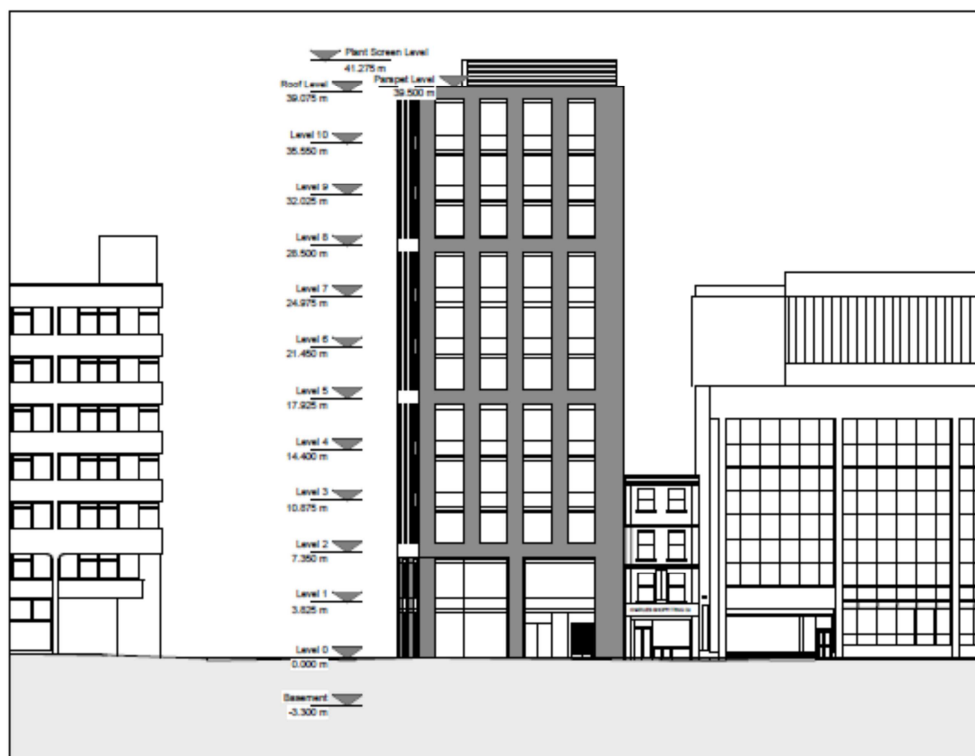 Plant Screen Level
41.275 m
Parapet Level
39.500 m
Roof Level
39.075 m
Level 10
35.550 m
Level 9
32.025 m
Level 8
28.500 m
Level 7
24.975 m
Level 6
21.450 m
Level 5
17.925 m
Level 4
14.400 m
Level 3
10.875 m
Level 2
7.350 m
Level 1
3.825 m
Level 0
0.000 m
Basement
-3.300 m